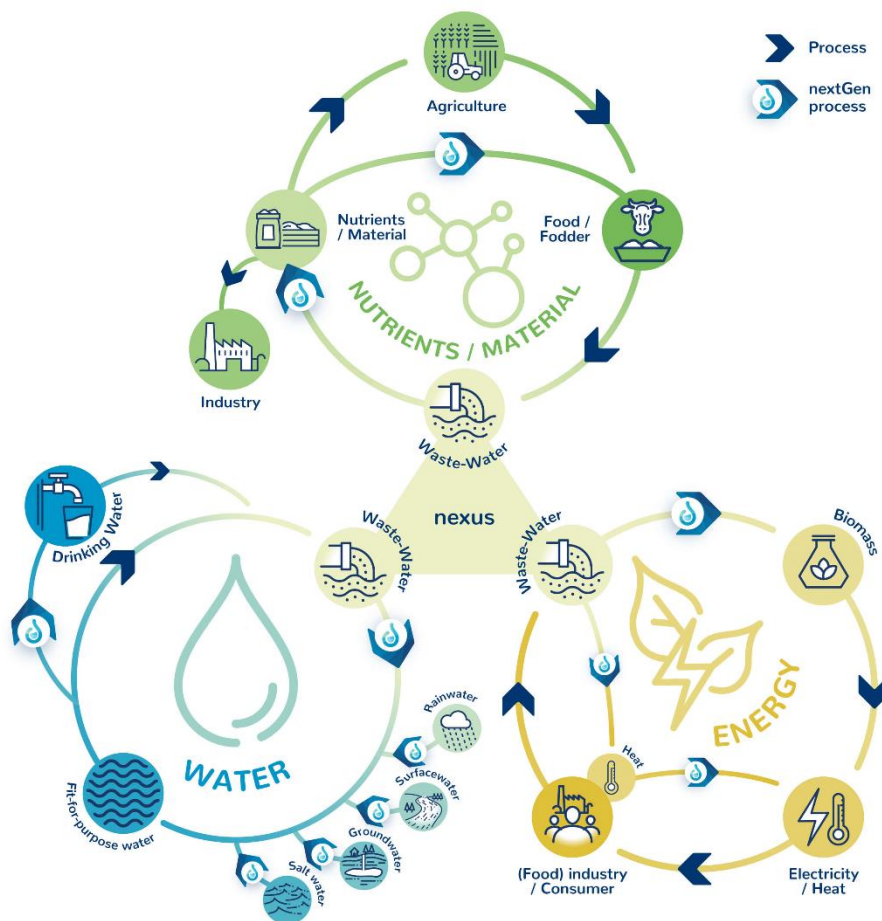 Process
nextGen
process
Agriculture
Nutrients
/ Material
Food /
Fodder
NUTRIENTS / MATERIAL
Industry
Waste-Water
nexus
Waste-Water
Waste-Water
Drinking Water
Biomass
WATER
ENERGY
Rainwater
Surfacewater
Groundwater
Salt water
Fit-for-purpose water
Heat
(Food) industry
/ Consumer
Electricity
/ Heat